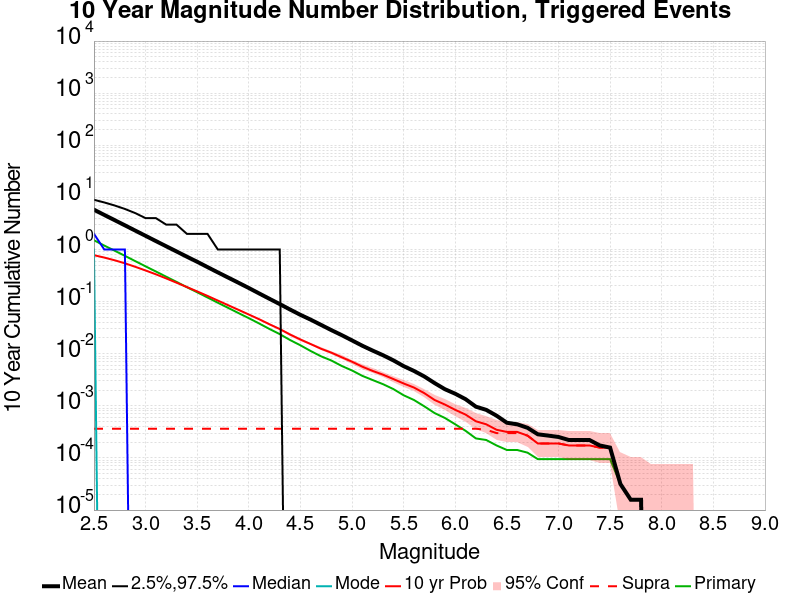 10 Year Magnitude Number Distribution, Triggered Events
10 Year Cumulative Number
10^4
10^3
10^2
10^1
10^0
10^-1
10^-2
10^-3
10^-4
10^-5
2.5 3.0 3.5 4.0 4.5 5.0 5.5 6.0 6.5 7.0 7.5 8.0 8.5 9.0
Magnitude
Mean 2.5%,97.5% Median Mode 10 yr Prob 95% Conf Supra Primary